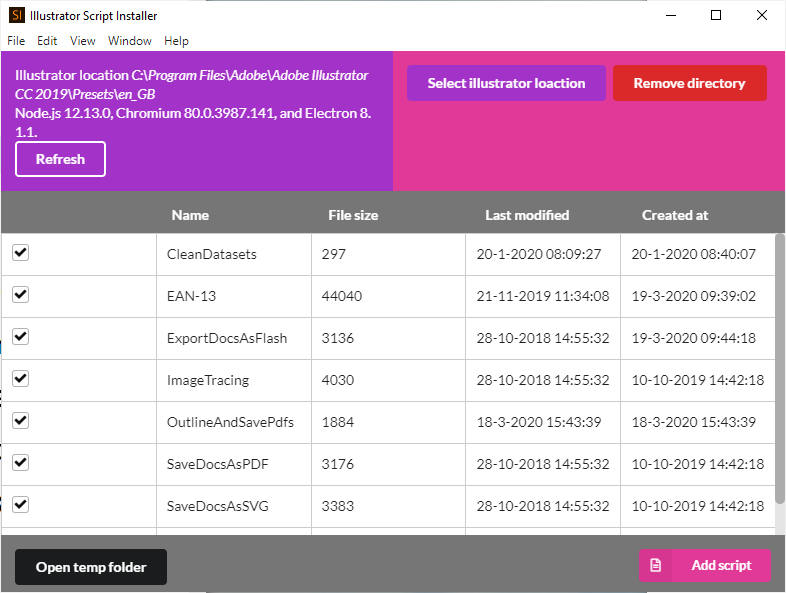 SI Illustrator Script Installer
File Edit View Window Help
Illustrator location C:\Program Files\Adobe\Adobe Illustrator
CC 2019\Presets\en_GB
Node.js 12.13.0, Chromium 80.0.3987.141, and Electron 8.
1.1.
Refresh
Select illustrator loaction
Remove directory
Name File size Last modified Created at
CleanDatasets 297 20-1-2020 08:09:27 20-1-2020 08:40:07
EAN-13 44040 21-11-2019 11:34:08 19-3-2020 09:39:02
ExportDocsAsFlash 3136 28-10-2018 14:55:32 19-3-2020 09:44:18
ImageTracing 4030 28-10-2018 14:55:32 10-10-2019 14:42:18
OutlineAndSavePdfs 1884 18-3-2020 15:43:39 18-3-2020 15:43:39
SaveDocsAsPDF 3176 28-10-2018 14:55:32 10-10-2019 14:42:18
SaveDocsAsSVG 3383 28-10-2018 14:55:32 10-10-2019 14:42:18
Open temp folder
Add script